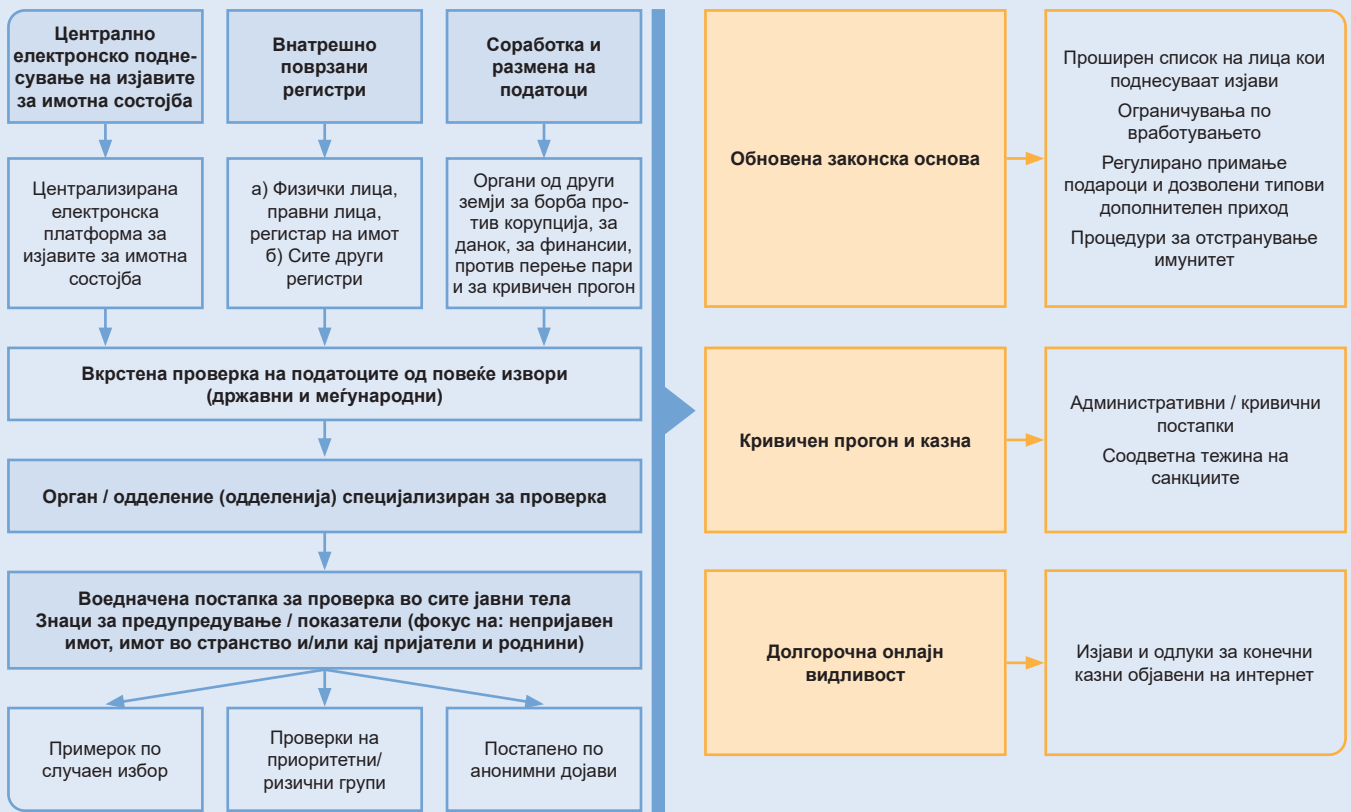 Централно
електронско подне-
сување на изјавите
за имотна состојба
Внатрешно
поврзани
регистри
Соработка и
размена на
податоци
Централизирана
електронска
платформа за
изјавите за имотна
состојба
а) Физички лица,
правни лица,
регистар на имот
б) Сите други
регистри
Органи од други
земји за борба про-
тив корупција, за
данок, за финансии,
против перење пари
и за кривичен прогон
Вкрстена проверка на податоците од повеќе извори
(државни и меѓународни)
Орган / одделение (одделенија) специјализиран за проверка
Воедначена постапка за проверка во сите јавни тела
Знаци за предупредување / показатели (фокус на: непријавен
имот, имот во странство и/или кај пријатели и роднини)
Примерок по
случаен избор
Проверки на
приоритетни/
ризични групи
Постапено по
анонимни дојави
Обновена законска основа
Проширен список на лица кои
поднесуваат изјави
Ограничувања по
вработувањето
Регулирано примање
подароци и дозволени типови
дополнителен приход
Процедури за отстранување
имунитет
Кривичен прогон и казна
Административни / кривични
постапки
Соодветна тежина на
санкциите
Долгорочна онлајн
видливост
Изјави и одлуки за конечни
казни објавени на интернет